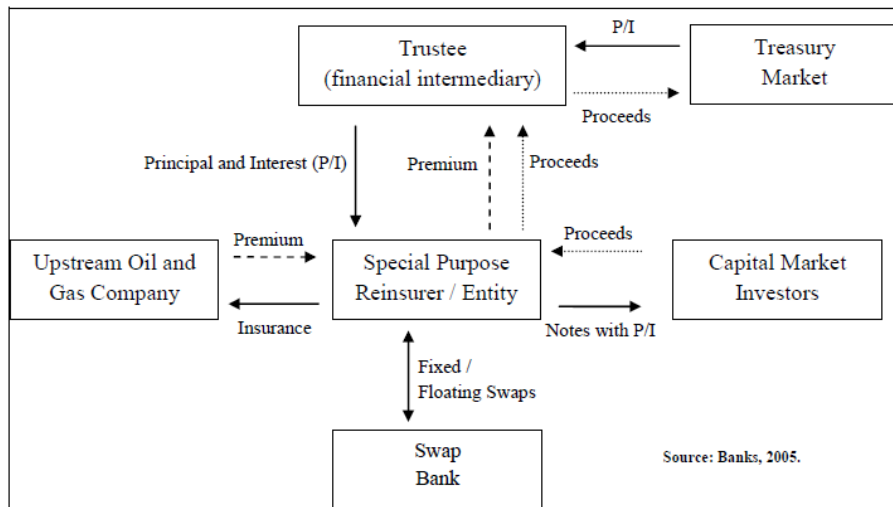 P/I
Trustee
(financial intermediary)
Treasury
Market
Proceeds
Principal and Interest (P/I)
Premium
Proceeds
Premium
Proceeds
Upstream Oil and
Gas Company
Special Purpose
Reinsurer / Entity
Capital Market
Investors
Insurance
Notes with P/I
Fixed /
Floating Swaps
Swap
Bank
Source: Banks, 2005.